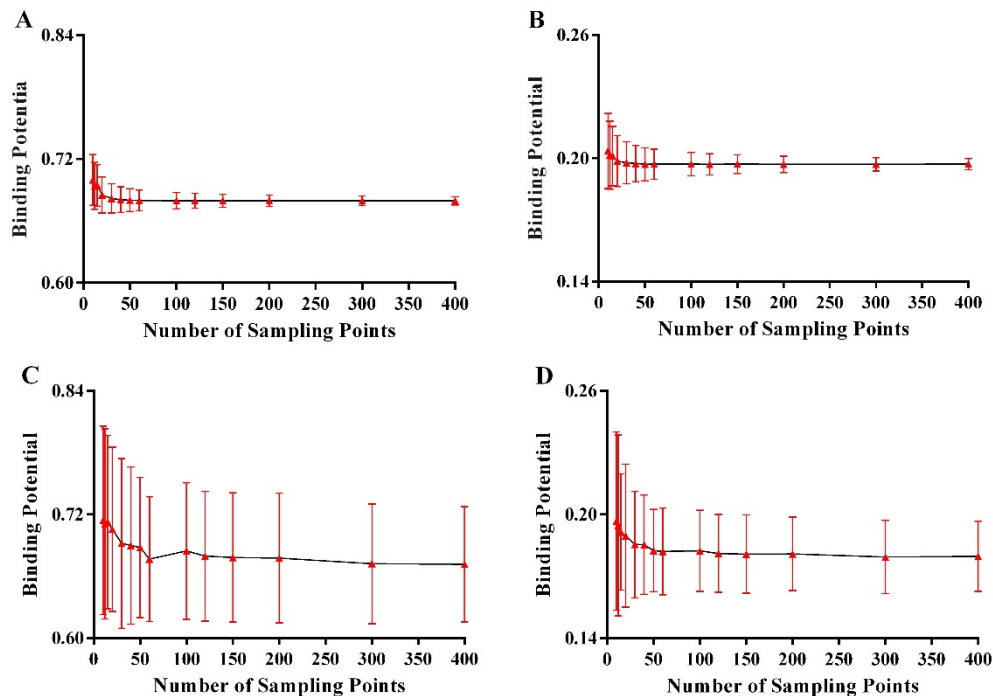 A
0.84
0.72
0.60
Binding Potentia
0 50 100 150 200 250 300 350 400
Number of Sampling Points
B
0.26
0.20
0.14
Binding Potential
0 50 100 150 200 250 300 350 400
Number of Sampling Points
C
0.84
0.72
0.60
Binding Potential
0 50 100 150 200 250 300 350 400
Number of Sampling Points
D
0.26
0.20
0.14
Binding Potential
0 50 100 150 200 250 300 350 400
Number of Sampling Points